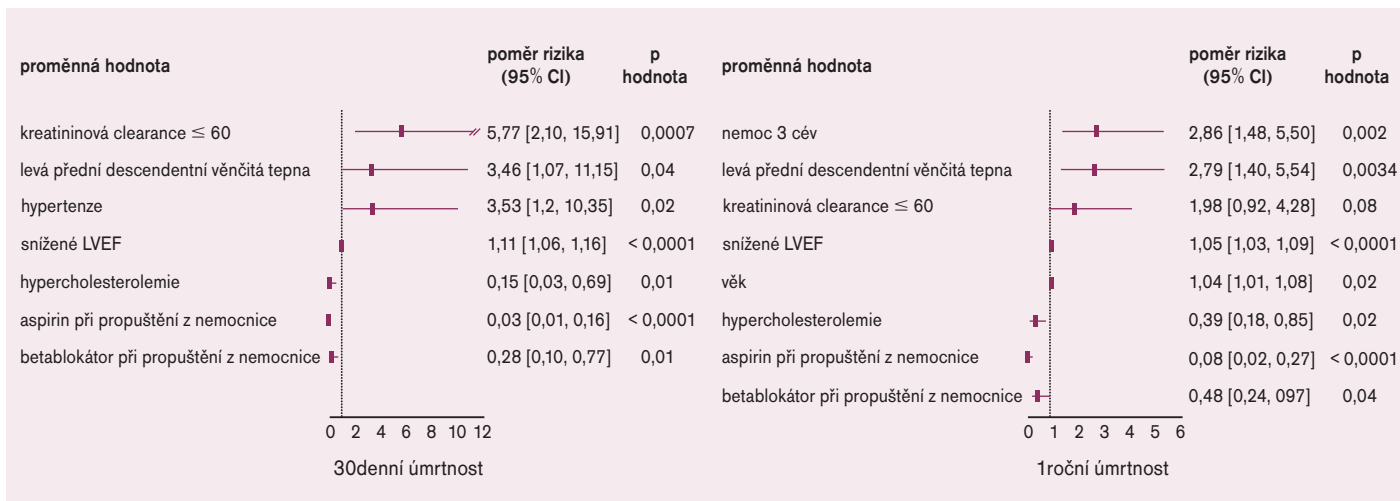 proměnná hodnota poměr rizika (95% CI) p hodnota
kreatininová clearance ≤ 60 5,77 [2,10, 15,91] 0,0007
levá přední descendentní věnčitá tepna 3,46 [1,07, 11,15] 0,04
hypertenze 3,53 [1,2, 10,35] 0,02
snížené LVEF 1,11 [1,06, 1,16] < 0,0001
hypercholesterolemie 0,15 [0,03, 0,69] 0,01
aspirin při propuštění z nemocnice 0,03 [0,01, 0,16] < 0,0001
betablokátor při propuštění z nemocnice 0,28 [0,10, 0,77] 0,01
0 2 4 6 8 10 12
30denní úmrtnost
proměnná hodnota poměr rizika (95% CI) p hodnota
nemoc 3 cév 2,86 [1,48, 5,50] 0,002
levá přední descendentní věnčitá tepna 2,79 [1,40, 5,54] 0,0034
kreatininová clearance ≤ 60 1,98 [0,92, 4,28] 0,08
snížené LVEF 1,05 [1,03, 1,09] < 0,0001
věk 1,04 [1,01, 1,08] 0,02
hypercholesterolemie 0,39 [0,18, 0,85] 0,02
aspirin při propuštění z nemocnice 0,08 [0,02, 0,27] < 0,0001
betablokátor při propuštění z nemocnice 0,48 [0,24, 097] 0,04
0 1 2 3 4 5 6
1roční úmrtnost